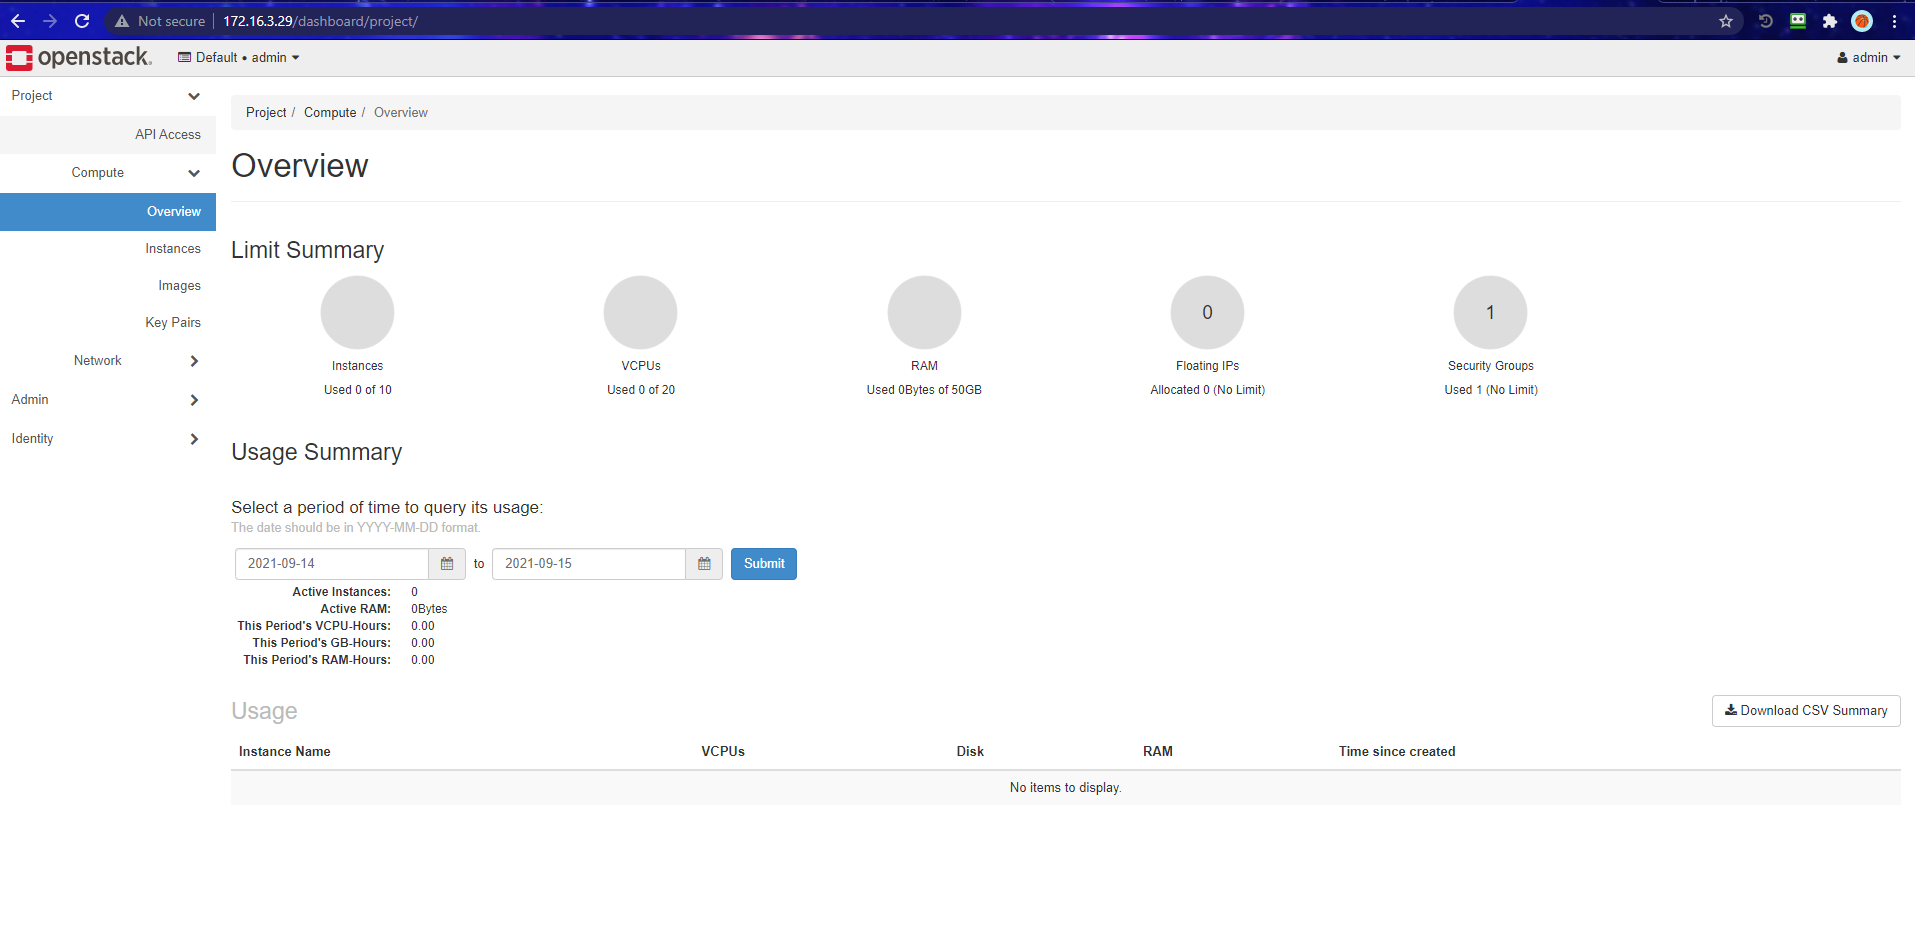 Not secure 172.16.3.29/dashboard/project/
openstack. Default • admin admin
Project
API Access
Compute
Overview
Instances
Images
Key Pairs
Network
Admin
Identity
Project / Compute / Overview
Overview
Limit Summary
0 1
Instances VCPUs RAM Floating IPs Security Groups
Used 0 of 10 Used 0 of 20 Used 0Bytes of 50GB Allocated 0 (No Limit) Used 1 (No Limit)
Usage Summary
Select a period of time to query its usage:
The date should be in YYYY-MM-DD format.
2021-09-14 to 2021-09-15 Submit
Active Instances: 0
Active RAM: 0Bytes
This Period's VCPU-Hours: 0.00
This Period's GB-Hours: 0.00
This Period's RAM-Hours: 0.00
Usage Download CSV Summary
Instance Name VCPUs Disk RAM Time since created
No items to display.